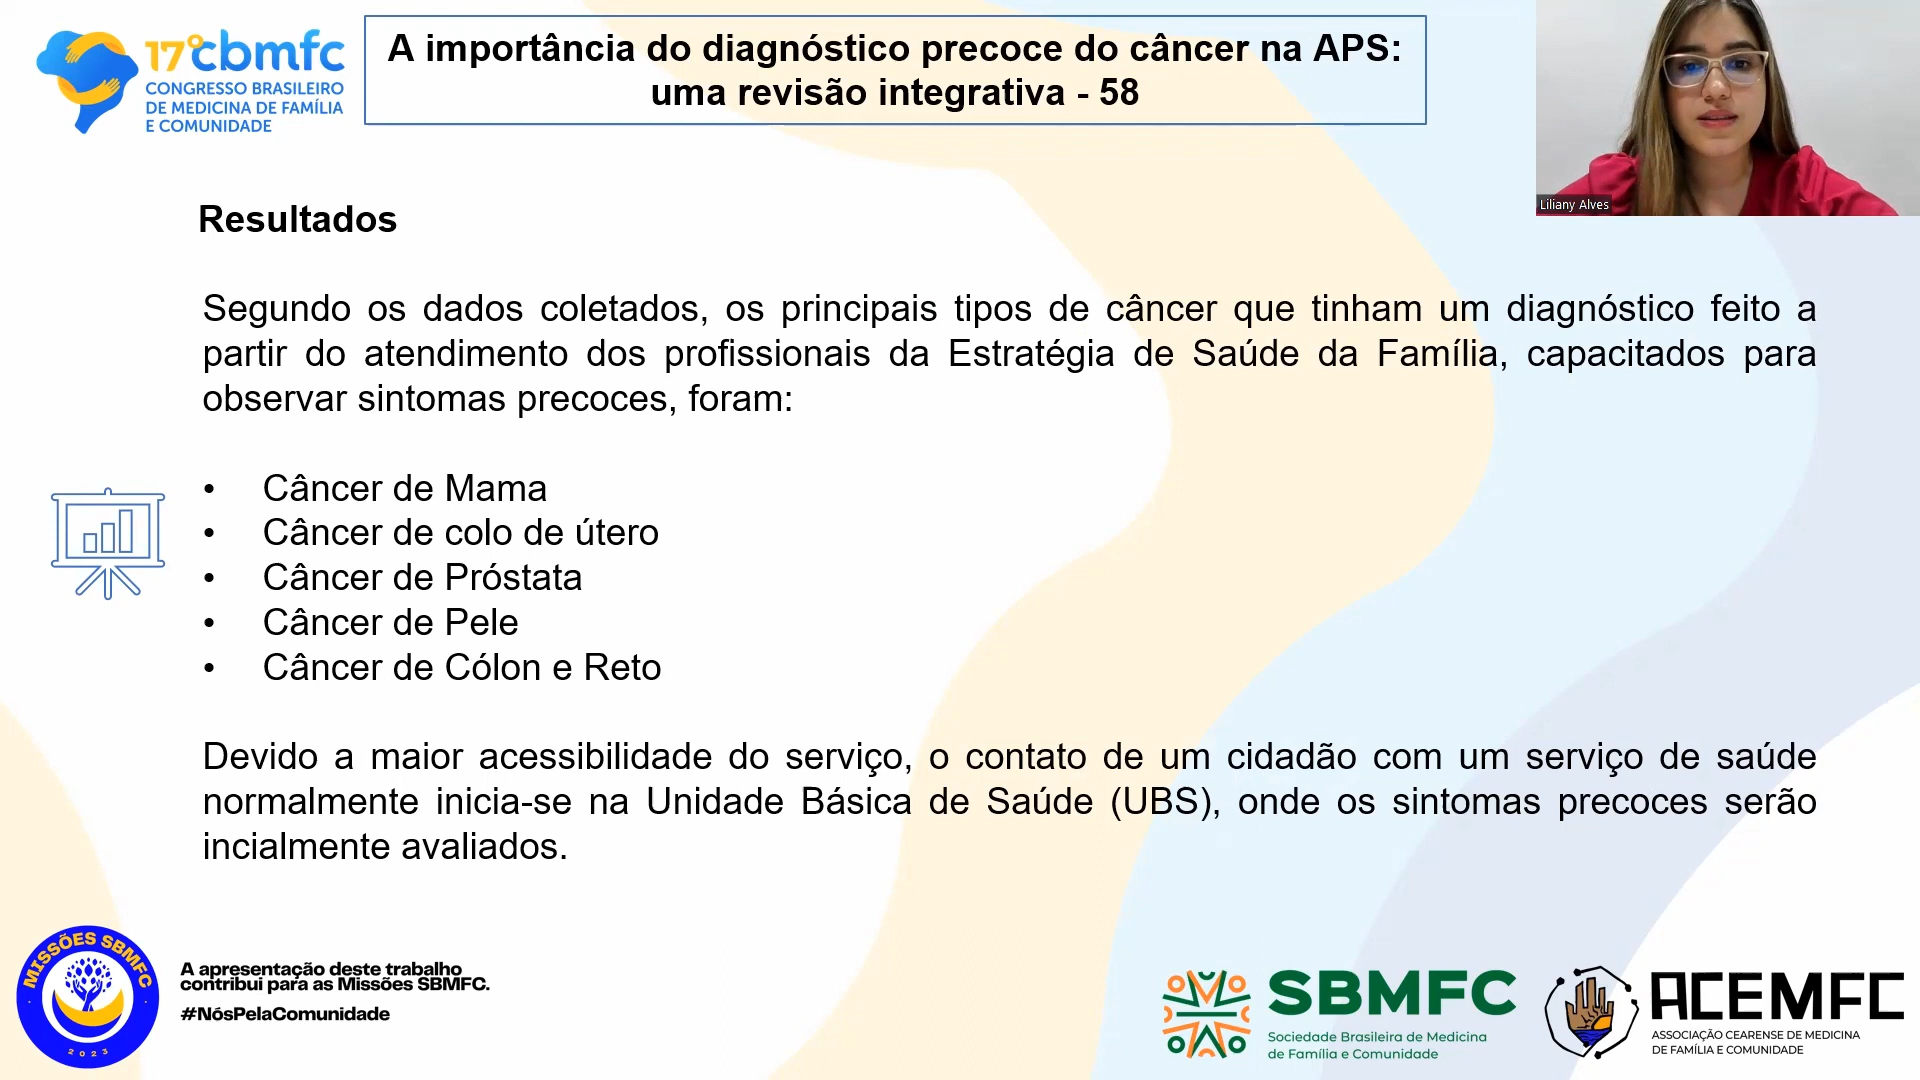 17º cbmfc
CONGRESSO BRASILEIRO
DE MEDICINA DE FAMÍLIA
E COMUNIDADE
A importância do diagnóstico precoce do câncer na APS:
uma revisão integrativa - 58
Liliany Alves
Resultados
Segundo os dados coletados, os principais tipos de câncer que tinham um diagnóstico feito a
partir do atendimento dos profissionais da Estratégia de Saúde da Família, capacitados para
observar sintomas precoces, foram:
• Câncer de Mama
• Câncer de colo de útero
• Câncer de Próstata
• Câncer de Pele
• Câncer de Cólon e Reto
Devido a maior acessibilidade do serviço, o contato de um cidadão com um serviço de saúde
normalmente inicia-se na Unidade Básica de Saúde (UBS), onde os sintomas precoces serão
incialmente avaliados.
MISSÕES SBMFC
2023
A apresentação deste trabalho
contribui para as Missões SBMFC.
#NósPelaComunidade
SBMFC
Sociedade Brasileira de Medicina
de Família e Comunidade
ACEMFC
ASSOCIAÇÃO CEARENSE DE MEDICINA
DE FAMÍLIA E COMUNIDADE